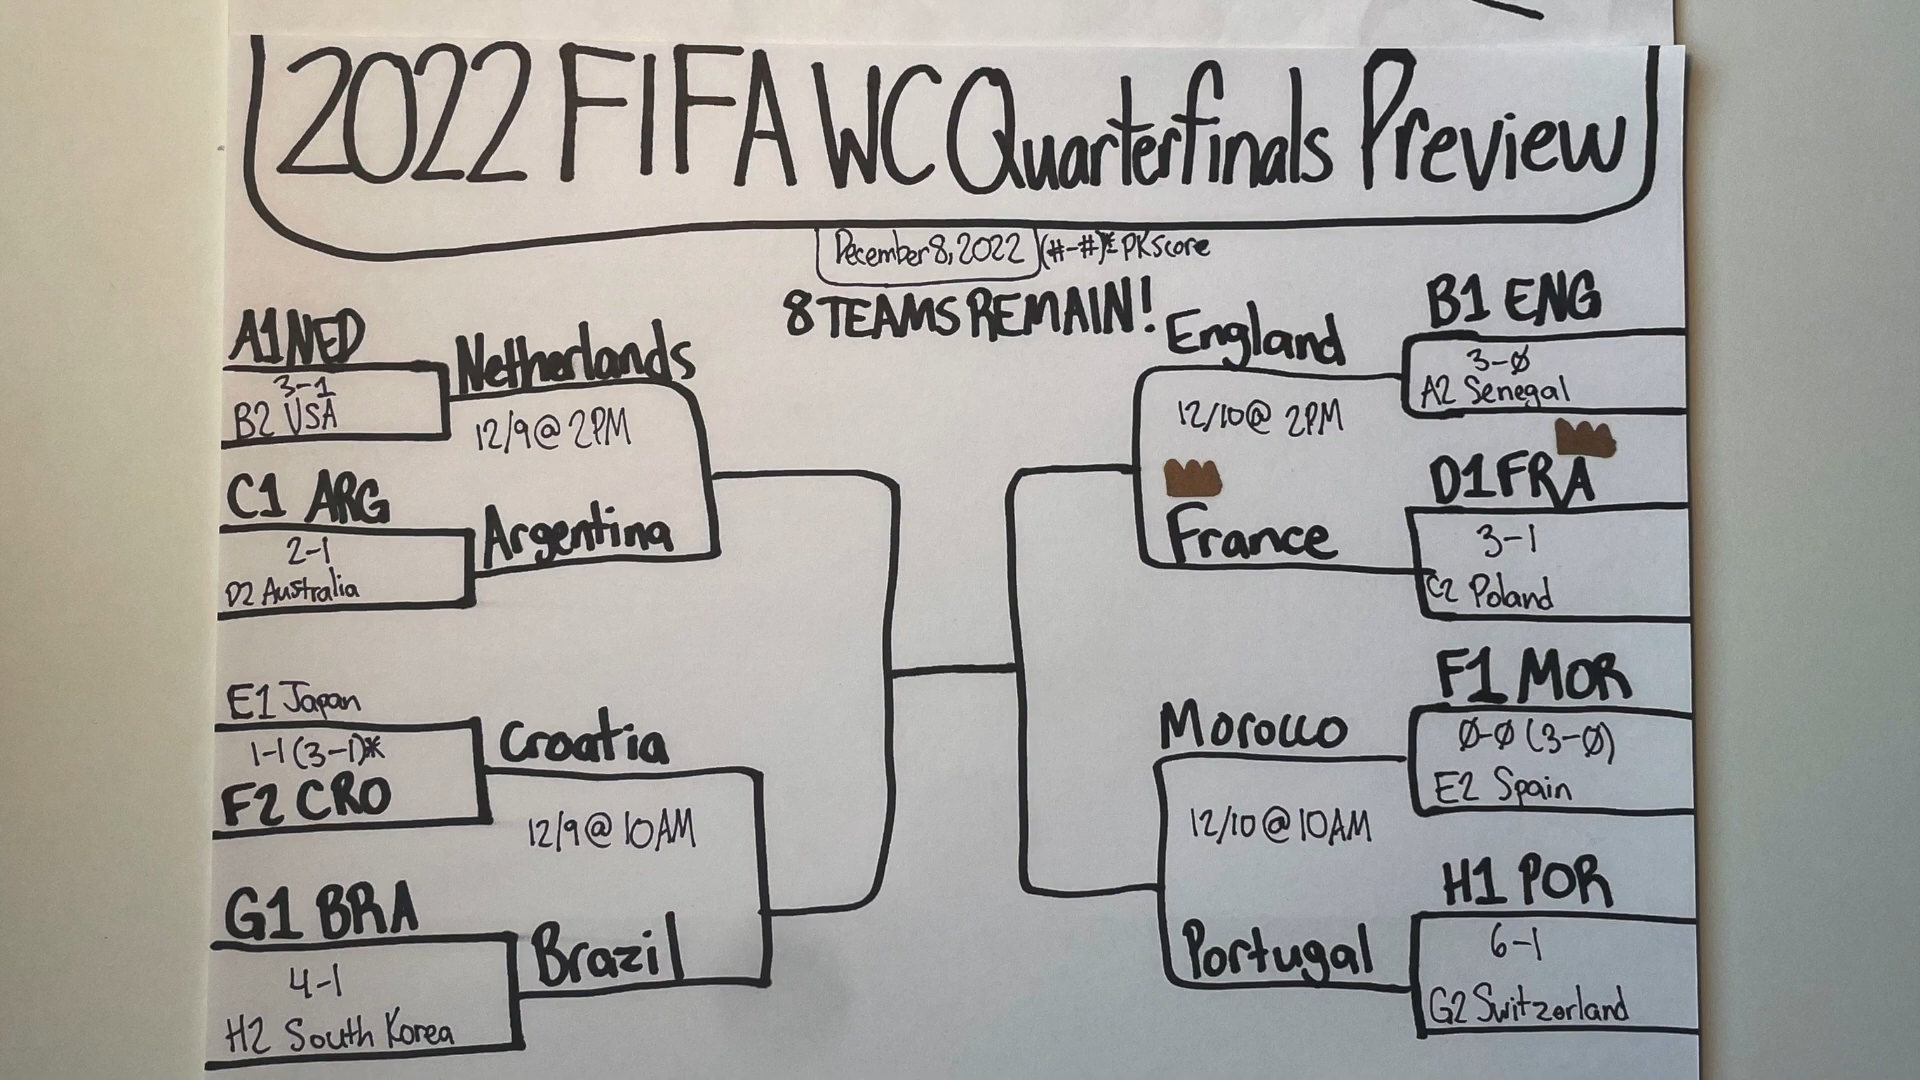 2022 FIFA WC Quarterfinals Preview
December 8, 2022 (#-#)*=PKScore
8 TEAMS REMAIN!
A1 NED
3-1
B2 USA
Netherlands
12/9@2PM
C1 ARG
2-1
D2 Australia
Argentina
E1 Japan
1-1 (3-1)*
F2 CRO
Croatia
12/9@10AM
G1 BRA
4-1
H2 South Korea
Brazil
England
12/10@ 2PM
B1 ENG
3-0
A2 Senegal
France
D1 FRA
3-1
C2 Poland
Morocco
12/10@10AM
F1 MOR
0-0 (3-0)
E2 Spain
Portugal
H1 POR
6-1
G2 Switzerland